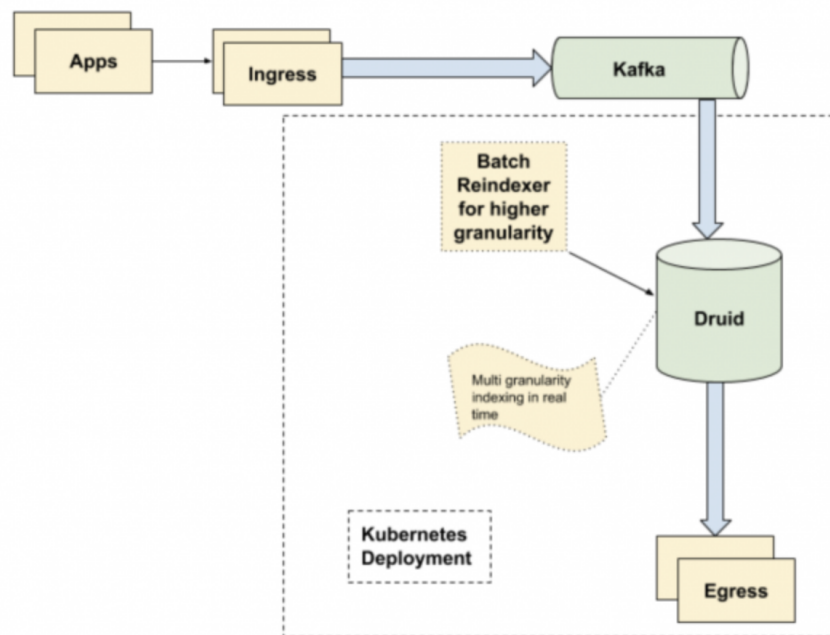 Apps
Ingress
Kafka
Batch
Reindexer
for higher
granularity
Druid
Multi granularity
indexing in real
time
Kubernetes
Deployment
Egress